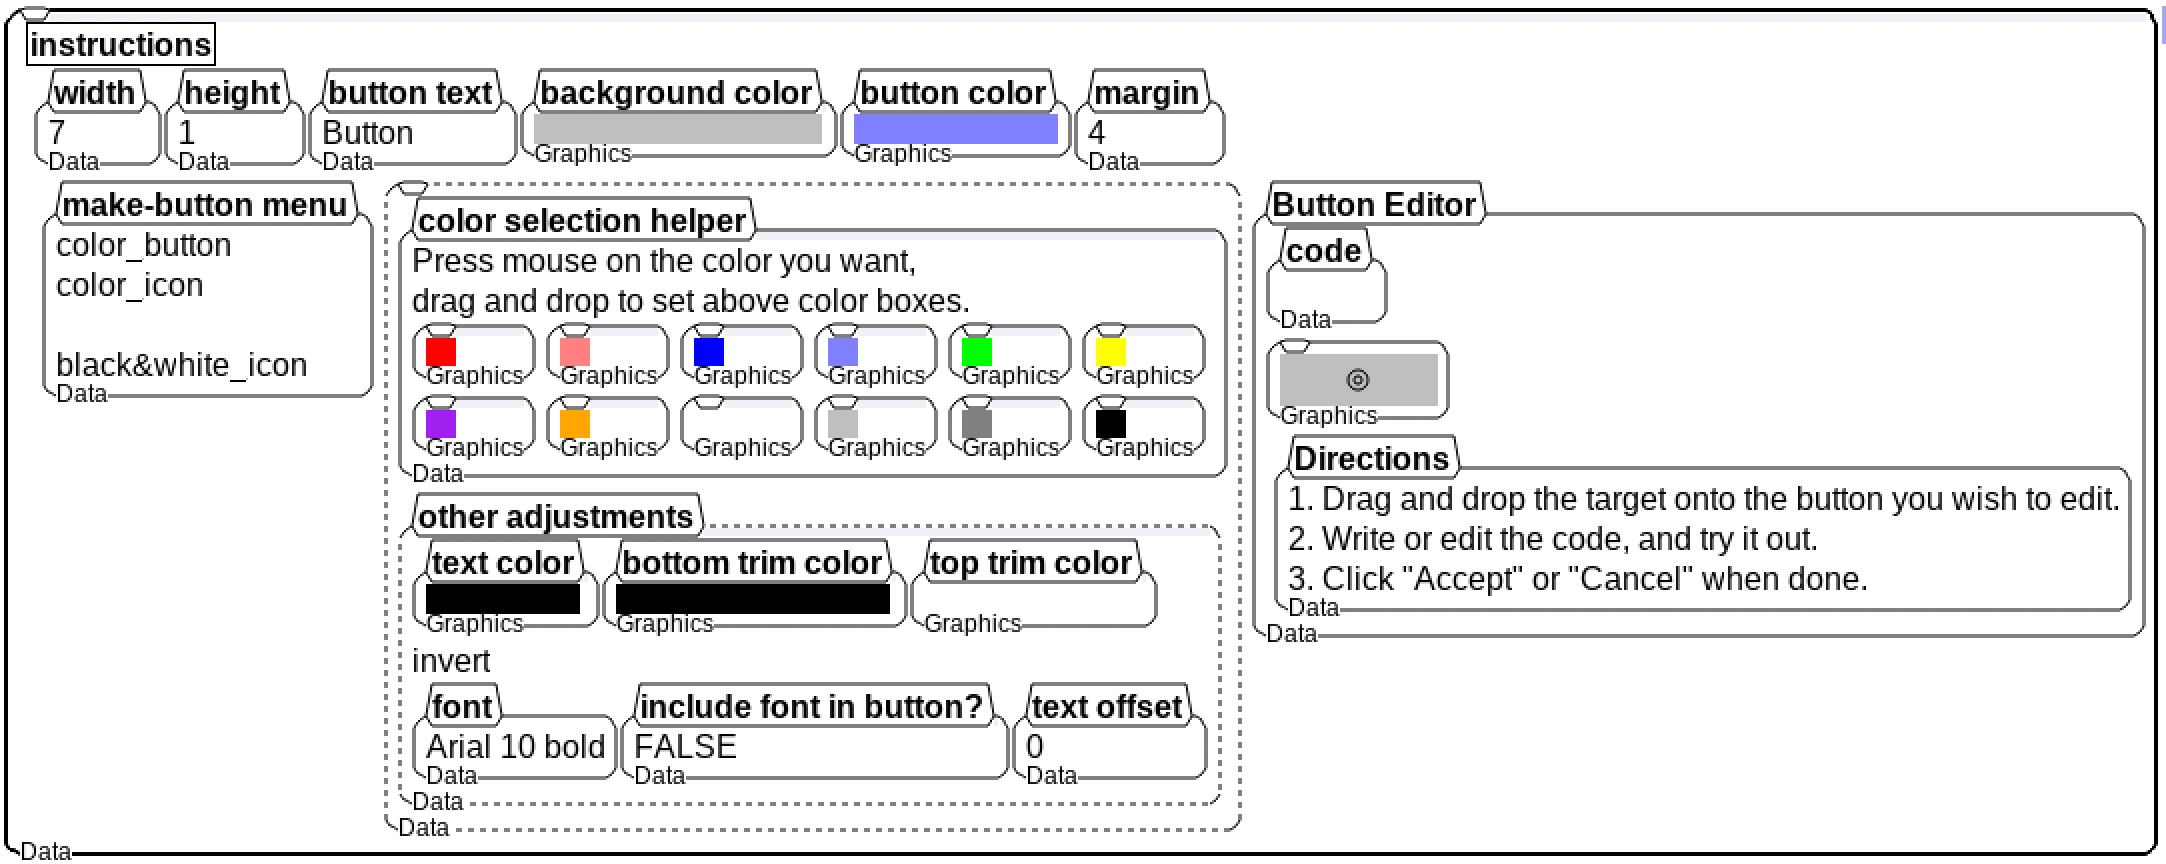 instructions
width height button text background color button color margin
7 1 Button 4
Data Data Data Graphics Graphics Data
make-button menu
color_button
color_icon
black&white_icon
Data
color selection helper
Press mouse on the color you want,
drag and drop to set above color boxes.
Graphics Graphics Graphics Graphics Graphics Graphics
Graphics Graphics Graphics Graphics Graphics Graphics
Data
other adjustments
text color bottom trim color top trim color
Graphics Graphics Graphics
invert
font include font in button? text offset
Arial 10 bold FALSE 0
Data Data Data
Data
Data
Button Editor
code
Data
Graphics
Directions
1. Drag and drop the target onto the button you wish to edit.
2. Write or edit the code, and try it out.
3. Click "Accept" or "Cancel" when done.
Data
Data
Data